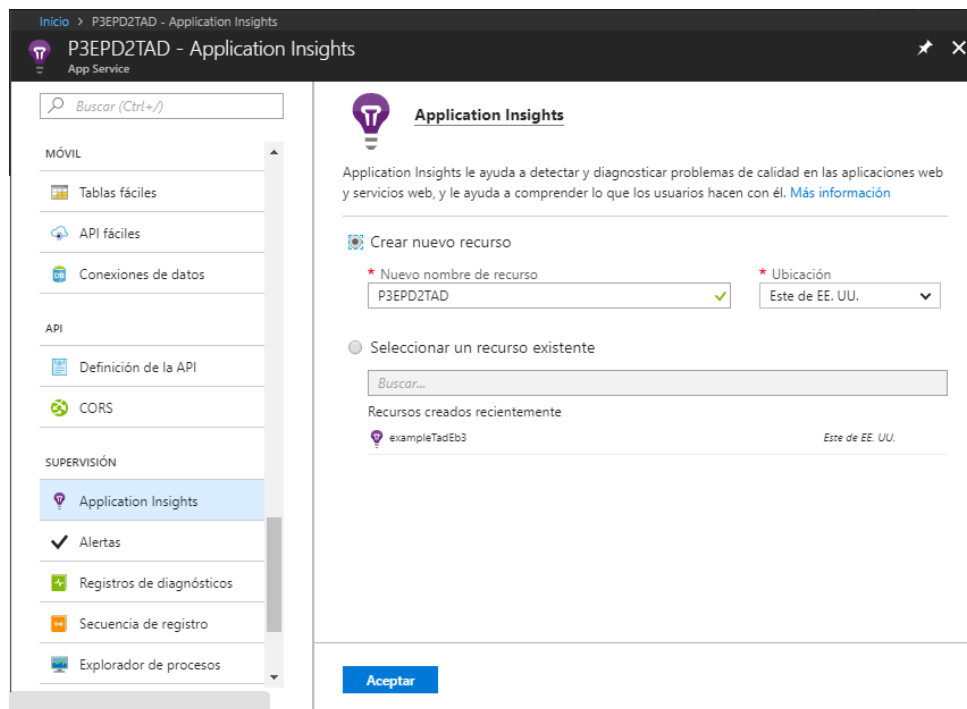 Inicio > P3EPD2TAD - Application Insights
P3EPD2TAD - Application Insights
App Service
Buscar (Ctrl+/)
MÓVIL
Tablas fáciles
API fáciles
Conexiones de datos
API
Definición de la API
CORS
SUPERVISIÓN
Application Insights
Alertas
Registros de diagnósticos
Secuencia de registro
Explorador de procesos
Application Insights
Application Insights le ayuda a detectar y diagnosticar problemas de calidad en las aplicaciones web
y servicios web, y le ayuda a comprender lo que los usuarios hacen con él. Más información
Crear nuevo recurso
* Nuevo nombre de recurso
P3EPD2TAD
* Ubicación
Este de EE. UU.
Seleccionar un recurso existente
Buscar...
Recursos creados recientemente
exampleTadEb3 Este de EE. UU.
Aceptar